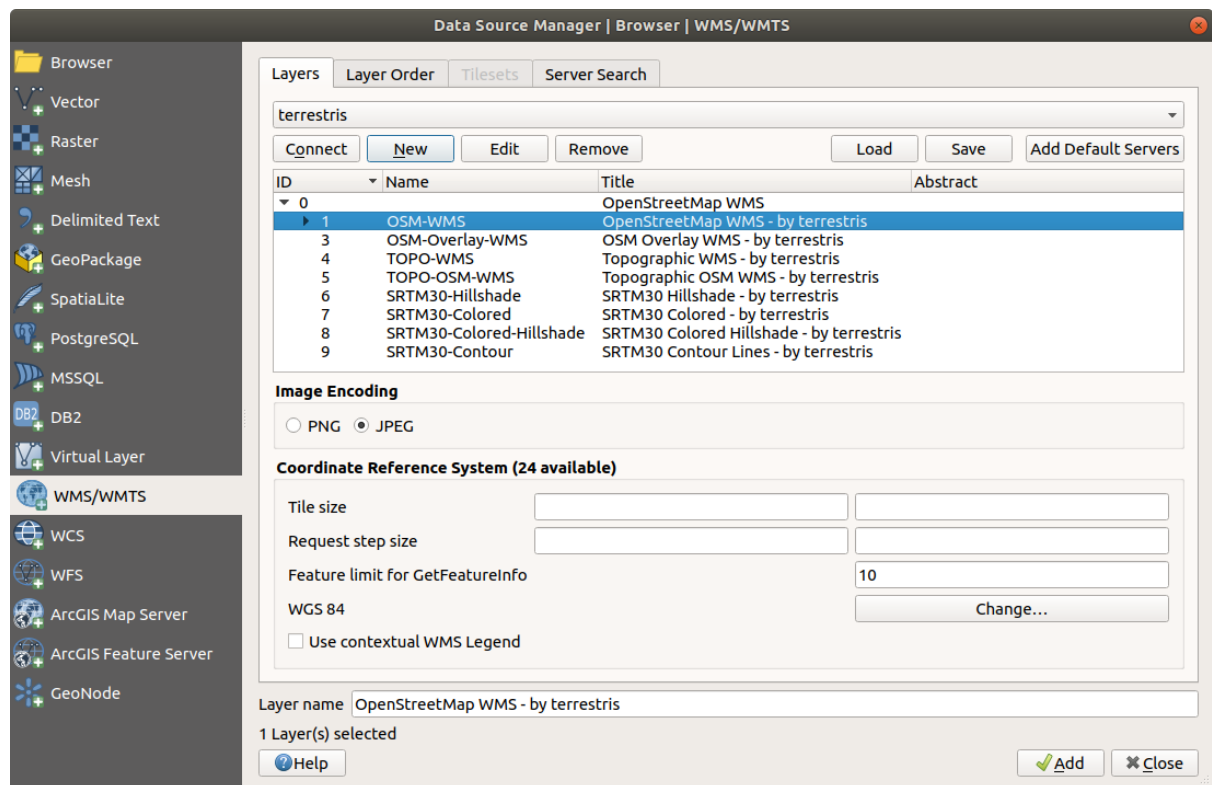 Data Source Manager | Browser | WMS/WMTS
Browser
Vector
Raster
Mesh
Delimited Text
GeoPackage
SpatiaLite
PostgreSQL
MSSQL
DB2 DB2
Virtual Layer
WMS/WMTS
WCS
WFS
ArcGIS Map Server
ArcGIS Feature Server
GeoNode
Layers Layer Order Tilesets Server Search
terrestris
Connect New Edit Remove Load Save Add Default Servers
ID Name Title Abstract
0 OpenStreetMap WMS
1 OSM-WMS OpenStreetMap WMS - by terrestris
3 OSM-Overlay-WMS OSM Overlay WMS - by terrestris
4 TOPO-WMS Topographic WMS - by terrestris
5 TOPO-OSM-WMS Topographic OSM WMS - by terrestris
6 SRTM30-Hillshade SRTM30 Hillshade - by terrestris
7 SRTM30-Colored SRTM30 Colored - by terrestris
8 SRTM30-Colored-Hillshade SRTM30 Colored Hillshade - by terrestris
9 SRTM30-Contour SRTM30 Contour Lines - by terrestris
Image Encoding
PNG JPEG
Coordinate Reference System (24 available)
Tile size
Request step size
Feature limit for GetFeatureInfo 10
WGS 84 Change...
Use contextual WMS Legend
Layer name OpenStreetMap WMS - by terrestris
1 Layer(s) selected
Help Add Close